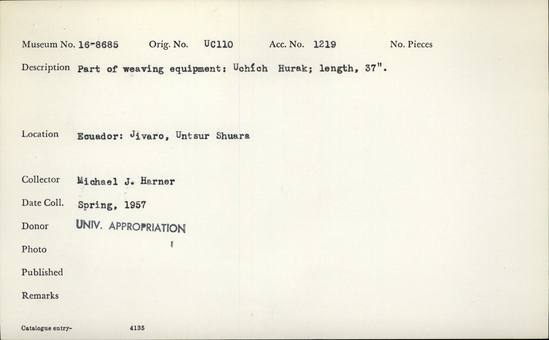 Museum No. 16-8685 Orig. No. UC110 Acc. No. 1219 No. Pieces
Description Part of weaving equipment: Uchich Hurak; length, 37".
Location Ecuador: Jivaro, Untsur Shuara
Collector Michael J. Harner
Date Coll. Spring, 1957
Donor UNIV. APPROPRIATION
Photo
Published
Remarks
Catalogue entry- 4135